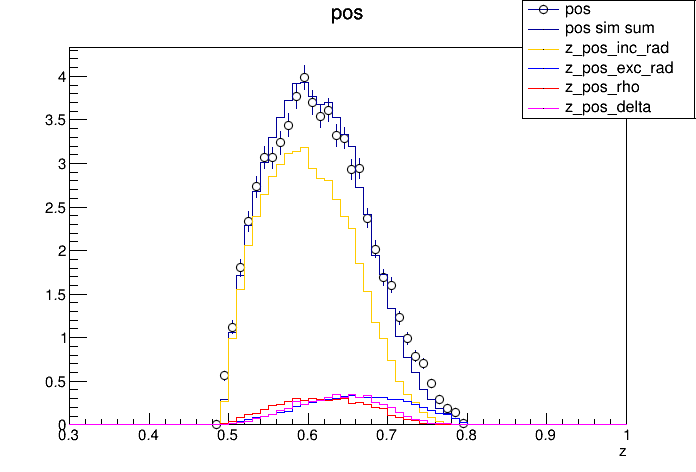 pos
pos
pos sim sum
z_pos_inc_rad
z_pos_exc_rad
z_pos_rho
z_pos_delta
4
3.5
3
2.5
2
1.5
1
0.5
0
0.3 0.4 0.5 0.6 0.7 0.8 0.9 1
z